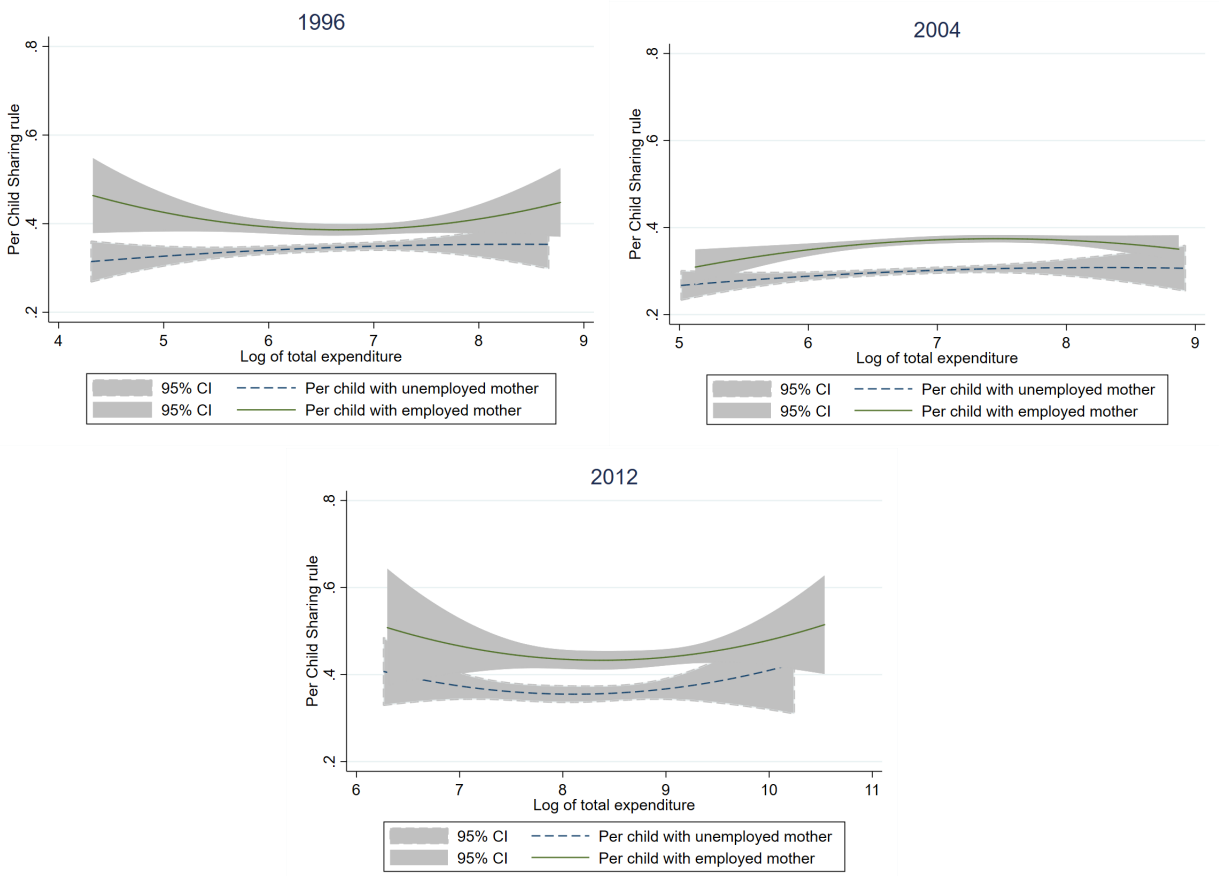 1996
Per Child Sharing rule
.8
.6
.4
.2
4 5 6 7 8 9
Log of total expenditure
95% CI Per child with unemployed mother
95% CI Per child with employed mother
2004
Per Child Sharing rule
.8
.6
.4
.2
5 6 7 8 9
Log of total expenditure
95% CI Per child with unemployed mother
95% CI Per child with employed mother
2012
Per Child Sharing rule
.8
.6
.4
.2
6 7 8 9 10 11
Log of total expenditure
95% CI Per child with unemployed mother
95% CI Per child with employed mother